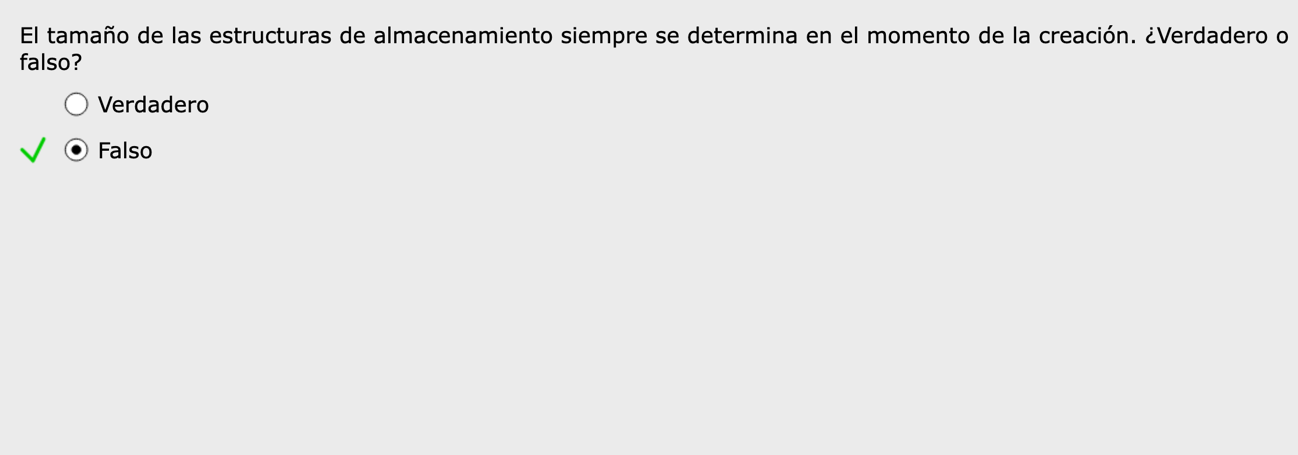 El tamaño de las estructuras de almacenamiento siempre se determina en el momento de la creación. ¿Verdadero o
falso?
Verdadero
Falso